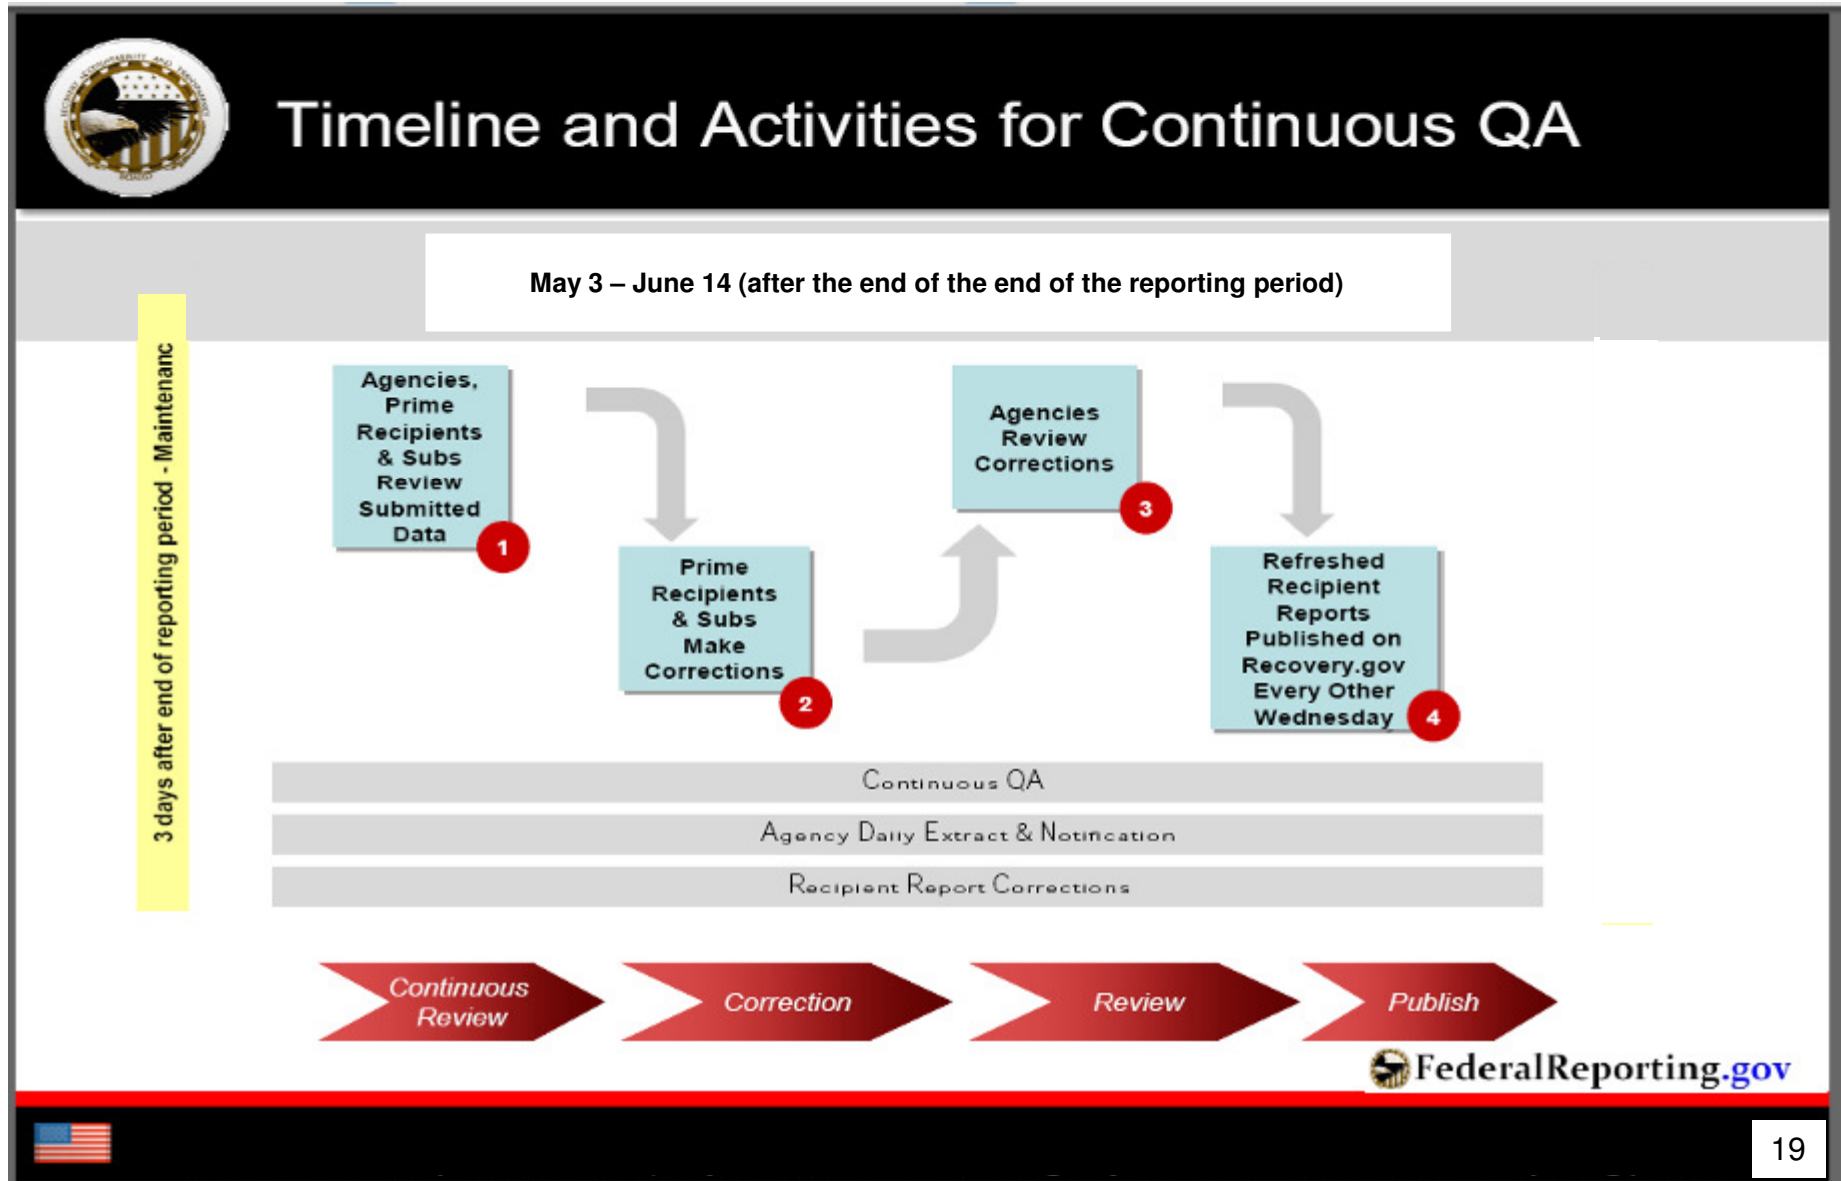 Timeline and Activities for Continuous QA
May 3 – June 14 (after the end of the end of the reporting period)
3 days after end of reporting period - Maintenanc
Agencies,
Prime
Recipients
& Subs
Review
Submitted
Data
1
Prime
Recipients
& Subs
Make
Corrections
2
Agencies
Review
Corrections
3
Refreshed
Recipient
Reports
Published on
Recovery.gov
Every Other
Wednesday
4
Continuous QA
Agency Daily Extract & Notification
Recipient Report Corrections
Continuous
Review
Correction
Review
Publish
FederalReporting.gov
19